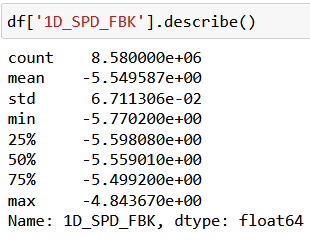 df['1D_SPD_FBK'].describe()
count    8.580000e+06
mean    -5.549587e+00
std      6.711306e-02
min     -5.770200e+00
25%     -5.598080e+00
50%     -5.559010e+00
75%     -5.499200e+00
max     -4.843670e+00
Name: 1D_SPD_FBK, dtype: float64